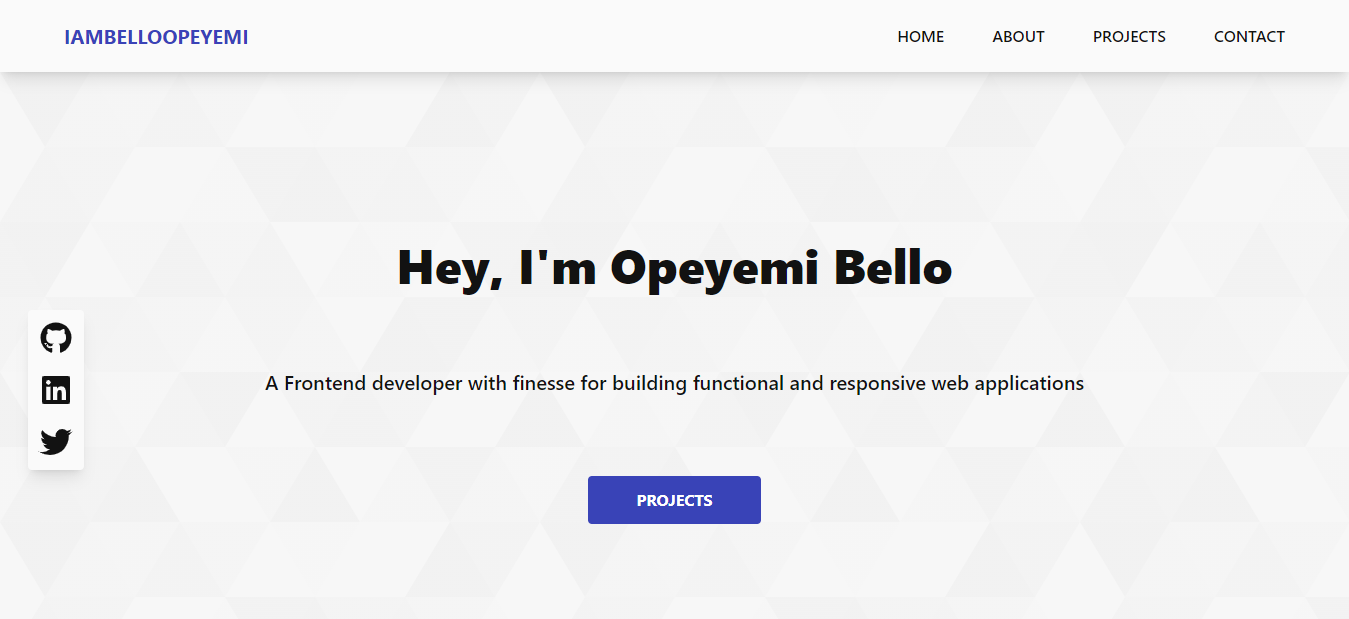 IAMBELLOOPEYEMI
HOME ABOUT PROJECTS CONTACT
Hey, I'm Opeyemi Bello
A Frontend developer with finesse for building functional and responsive web applications
in
PROJECTS